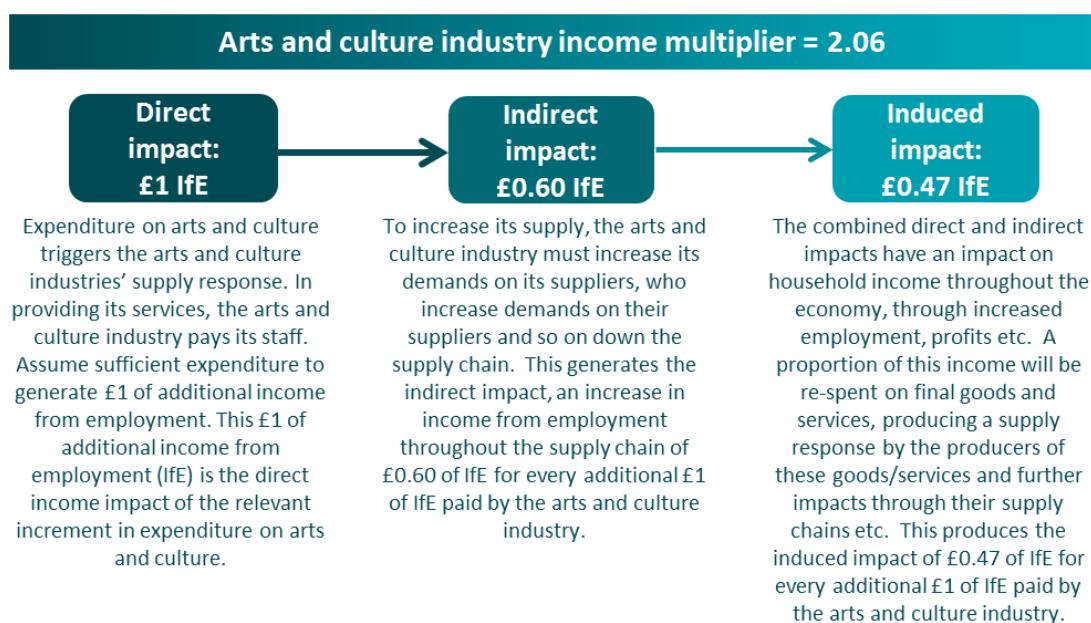 Arts and culture industry income multiplier = 2.06
Direct
impact:
£1 IfE
Expenditure on arts and culture
triggers the arts and culture
industries’ supply response. In
providing its services, the arts and
culture industry pays its staff.
Assume sufficient expenditure to
generate £1 of additional income
from employment. This £1 of
additional income from
employment (IfE) is the direct
income impact of the relevant
increment in expenditure on arts
and culture.
Indirect
impact:
£0.60 IfE
To increase its supply, the arts and
culture industry must increase its
demands on its suppliers, who
increase demands on their
suppliers and so on down the
supply chain.  This generates the
indirect impact, an increase in
income from employment
throughout the supply chain of
£0.60 of IfE for every additional £1
of IfE paid by the arts and culture
industry.
Induced
impact:
£0.47 IfE
The combined direct and indirect
impacts have an impact on
household income throughout the
economy, through increased
employment, profits etc.  A
proportion of this income will be
re-spent on final goods and
services, producing a supply
response by the producers of
these goods/services and further
impacts through their supply
chains etc.  This produces the
induced impact of £0.47 of IfE for
every additional £1 of IfE paid by
the arts and culture industry.